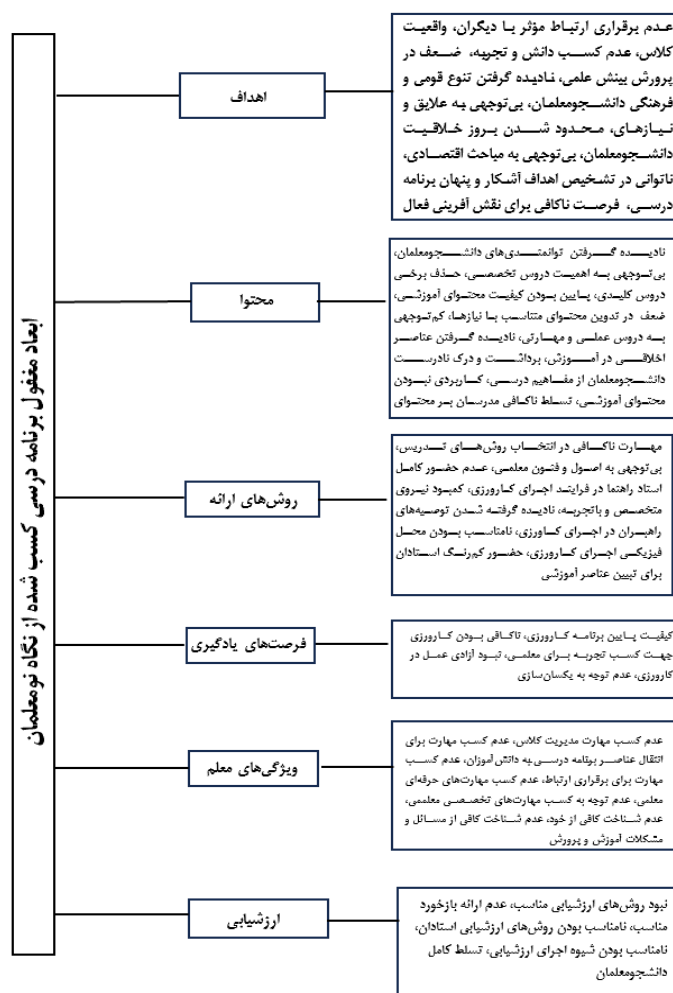 ابعاد مغفول برنامه درسی کسب شده از نگاه نومعلمان
اهداف
عدم برقراری ارتباط مؤثر با دیگران، واقعیت
کلاس، عدم کسب دانش و تجربه، ضعف در
پرورش بینش علمی، نادیده گرفتن تنوع قومی و
فرهنگی دانشجومعلمان، بی‌توجهی به علایق و
نیازهای، محدود شدن بروز خلاقیت
دانشجومعلمان، بی‌توجهی به مباحث اقتصادی،
ناتوانی در تشخیص اهداف آشکار و پنهان برنامه
درسی، فرصت ناکافی برای نقش آفرینی فعال
محتوا
نادیده گرفتن توانمندی‌های دانشجومعلمان،
بی‌توجهی به اهمیت دروس تخصصی، حذف برخی
دروس کلیدی، پایین بودن کیفیت محتوای آموزشی،
ضعف در تدوین محتوای متناسب با نیازها، کم‌توجهی
به دروس عملی و مهارتی، نادیده گرفتن عناصر
اخلاقی در آموزش، برداشت و درک نادرست
دانشجومعلمان از مفاهیم درسی، کاربردی نبودن
محتوای آموزشی، تسلط ناکافی مدرسان بر محتوای
روش‌های ارائه
مهارت ناکافی در انتخاب روش‌های تدریس،
بی‌توجهی به اصول و فنون معلمی، عدم حضور کامل
استاد راهنما در فرایند اجرای کارورزی، کمبود نیروی
متخصص و باتجربه، نادیده گرفته شدن توصیه‌های
راهبران در اجرای کاورزی، نامناسب بودن محل
فیزیکی اجرای کارورزی، حضور کم‌رنگ استادان
برای تبیین عناصر آموزشی
فرصت‌های یادگیری
کیفیت پایین برنامه کارورزی، ناکافی بودن کارورزی
جهت کسب تجربه برای معلمی، نبود آزادی عمل در
کارورزی، عدم توجه به یکسان‌سازی
ویژگی‌های معلم
عدم کسب مهارت مدیریت کلاس، عدم کسب مهارت برای
انتقال عناصر برنامه درسی به دانش‌آموزان، عدم کسب
مهارت برای برقراری ارتباط، عدم کسب مهارت‌های حرفه‌ای
معلمی، عدم توجه به کسب مهارت‌های تخصصی معلممی،
عدم شناخت کافی از خود، عدم شناخت کافی از مسائل و
مشکلات آموزش و پرورش
ارزشیابی
نبود روش‌های ارزشیابی مناسب، عدم ارائه بازخورد
مناسب، نامناسب بودن روش‌های ارزشیابی استادان،
نامناسب بودن شیوه اجرای ارزشیابی، تسلط کامل
دانشجومعلمان